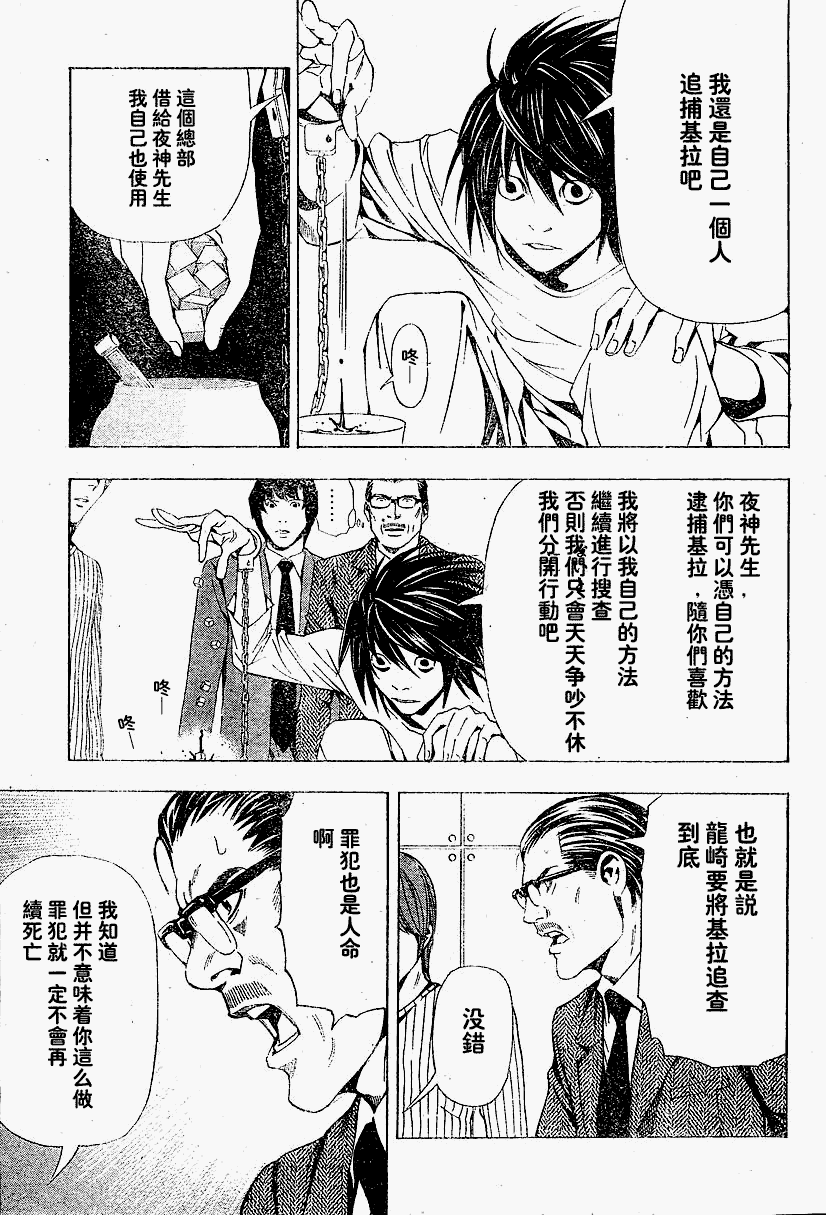 我還是自己一個人
追捕基拉吧
咚—
這個總部
借給夜神先生
我自己也使用
夜神先生，
你們可以憑自己的方法
逮捕基拉，隨你們喜歡
我將以我自己的方法
繼續進行搜查
否則我們只會天天爭吵不休
我們分開行動吧
……
咚—
咚—
也就是説
龍崎要將基拉追查
到底
没錯
罪犯也是人命
啊
我知道
但并不意味着你這么做
罪犯就一定不會再
續死亡